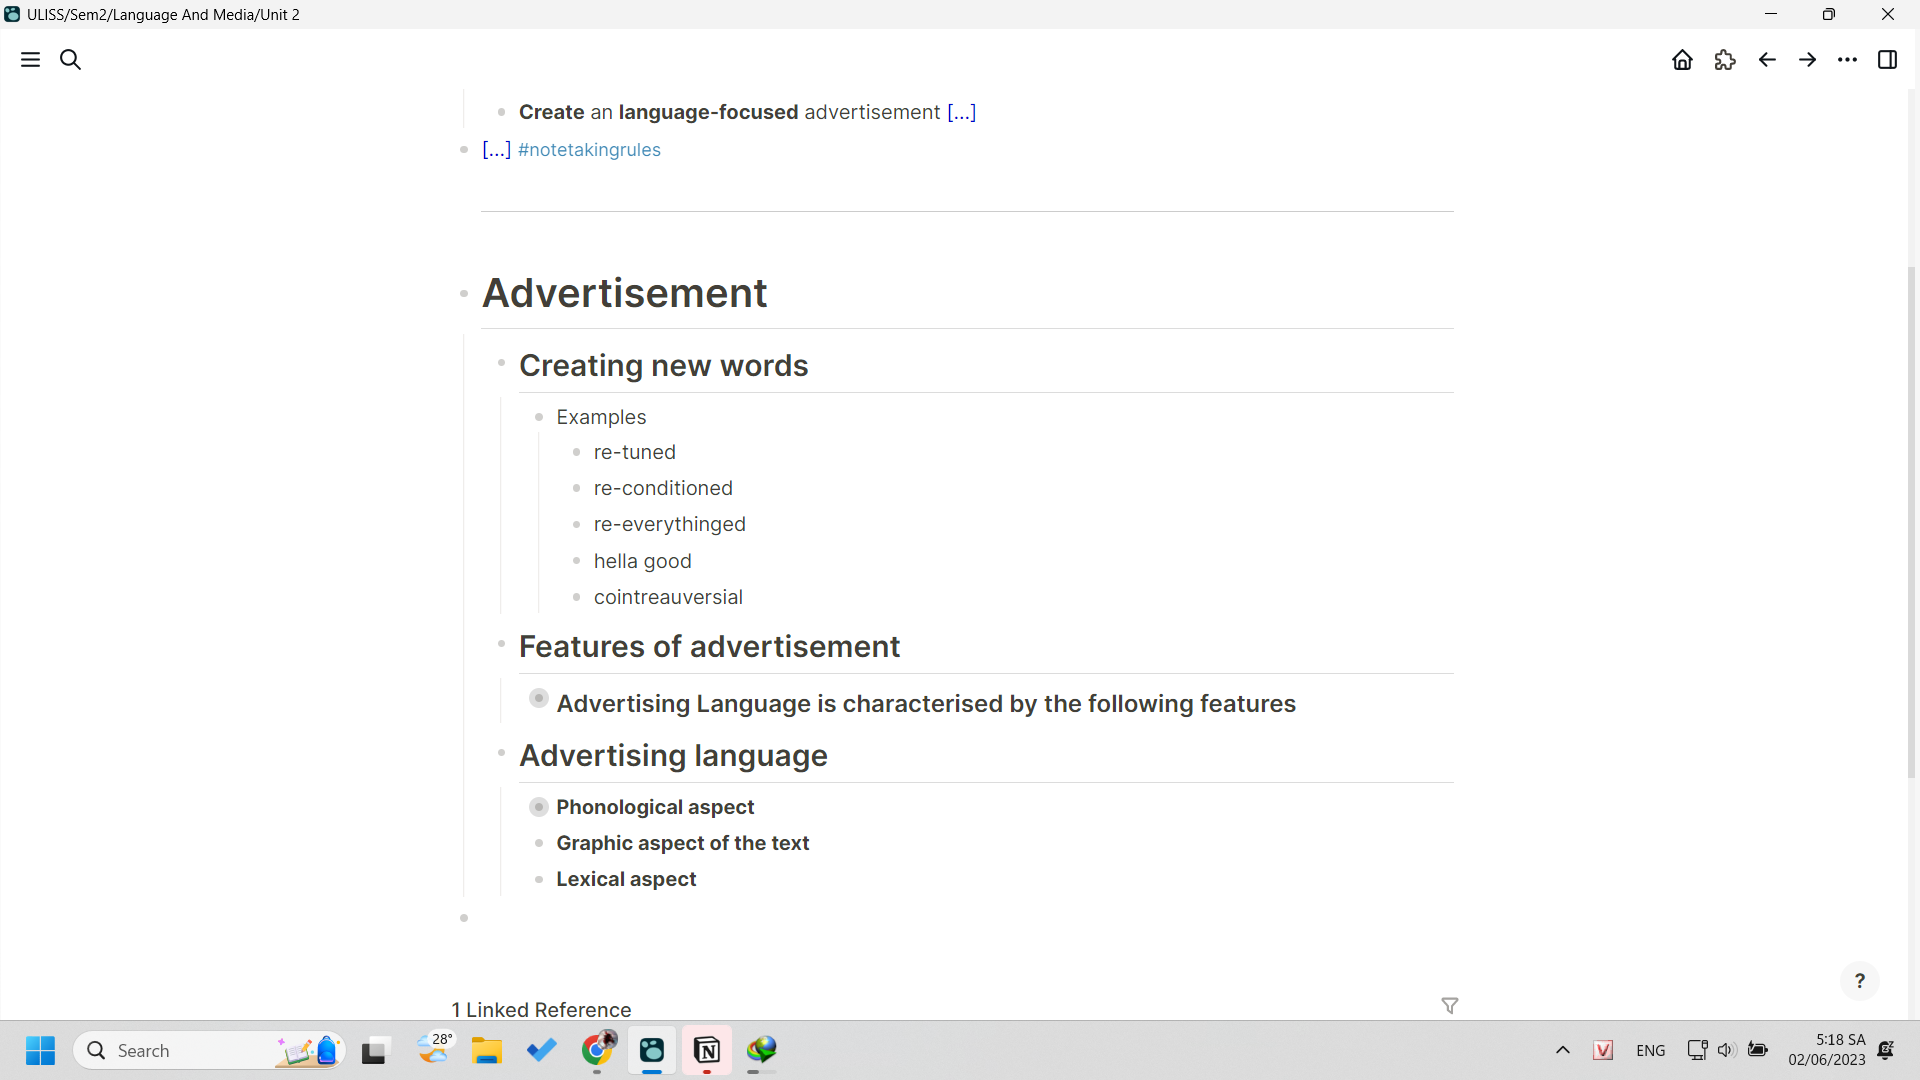 ULISS/Sem2/Language And Media/Unit 2
Create an language-focused advertisement [...]
[...] #notetakingrules
Advertisement
Creating new words
Examples
re-tuned
re-conditioned
re-everythinged
hella good
cointreauversial
Features of advertisement
Advertising Language is characterised by the following features
Advertising language
Phonological aspect
Graphic aspect of the text
Lexical aspect
?
1 Linked Reference
Search
28°
V
ENG
5:18 SA
02/06/2023